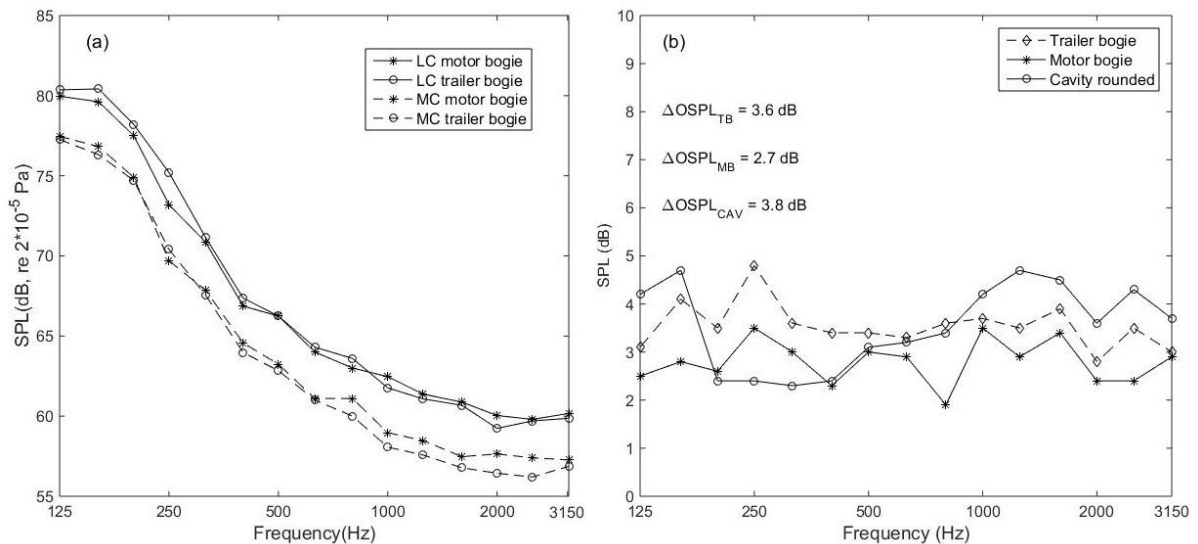 (a)
LC motor bogie
LC trailer bogie
MC motor bogie
MC trailer bogie
85
80
75
70
65
60
55
SPL(dB, re 2*10⁻⁵ Pa)
125 250 500 1000 2000 3150
Frequency(Hz)
(b)
Trailer bogie
Motor bogie
Cavity rounded
ΔOSPL_TB = 3.6 dB
ΔOSPL_MB = 2.7 dB
ΔOSPL_CAV = 3.8 dB
10
9
8
7
6
5
4
3
2
1
0
SPL (dB)
125 250 500 1000 2000 3150
Frequency (Hz)